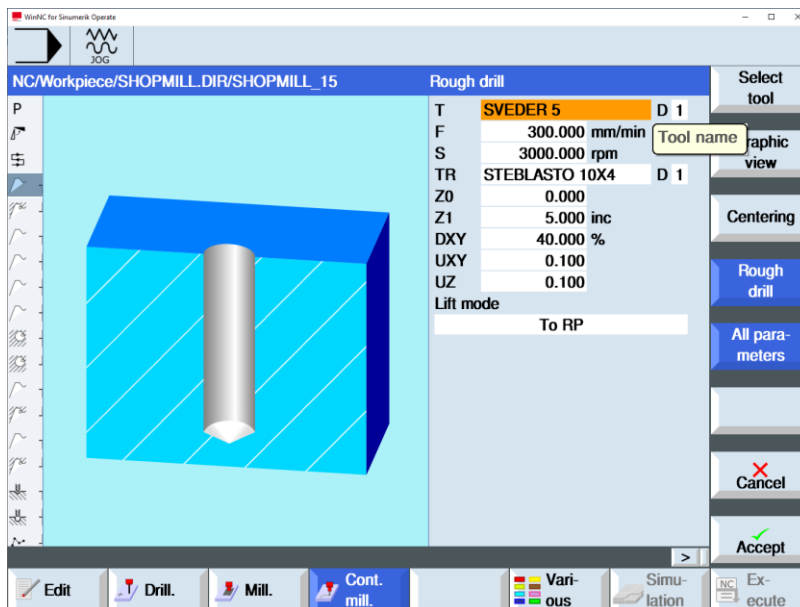 WinNC for Sinumerik Operate
JOG
NC/Workpiece/SHOPMILL.DIR/SHOPMILL_15
Rough drill
P
T SVEDER 5 D 1
F 300.000 mm/min
S 3000.000 rpm
TR STEBLASTO 10X4 D 1
Z0 0.000
Z1 5.000 inc
DXY 40.000 %
UXY 0.100
UZ 0.100
Lift mode
To RP
Tool name
Select
tool
raphic
view
Centering
Rough
drill
All para-
meters
Cancel
Accept
>
Edit
Drill.
Mill.
Cont.
mill.
Vari-
ous
Simu-
lation
NC
Ex-
ecute